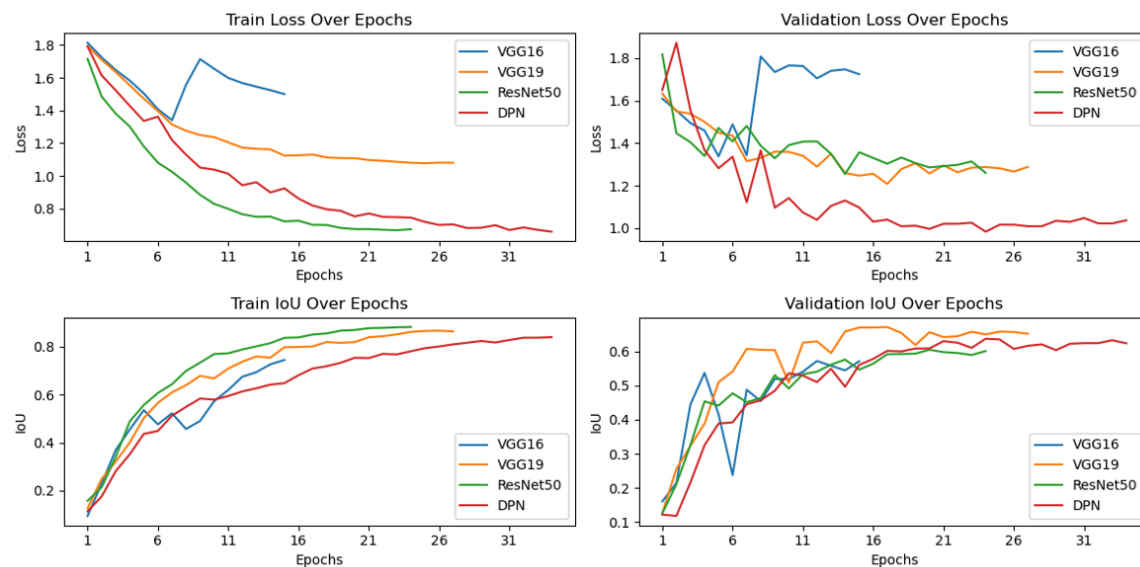 Train Loss Over Epochs
1.8
1.6
1.4
1.2
1.0
0.8
Loss
1 6 11 16 21 26 31
Epochs
VGG16
VGG19
ResNet50
DPN
Validation Loss Over Epochs
1.8
1.6
1.4
1.2
1.0
Loss
1 6 11 16 21 26 31
Epochs
VGG16
VGG19
ResNet50
DPN
Train IoU Over Epochs
0.8
0.6
0.4
0.2
IoU
1 6 11 16 21 26 31
Epochs
VGG16
VGG19
ResNet50
DPN
Validation IoU Over Epochs
0.6
0.5
0.4
0.3
0.2
0.1
IoU
1 6 11 16 21 26 31
Epochs
VGG16
VGG19
ResNet50
DPN